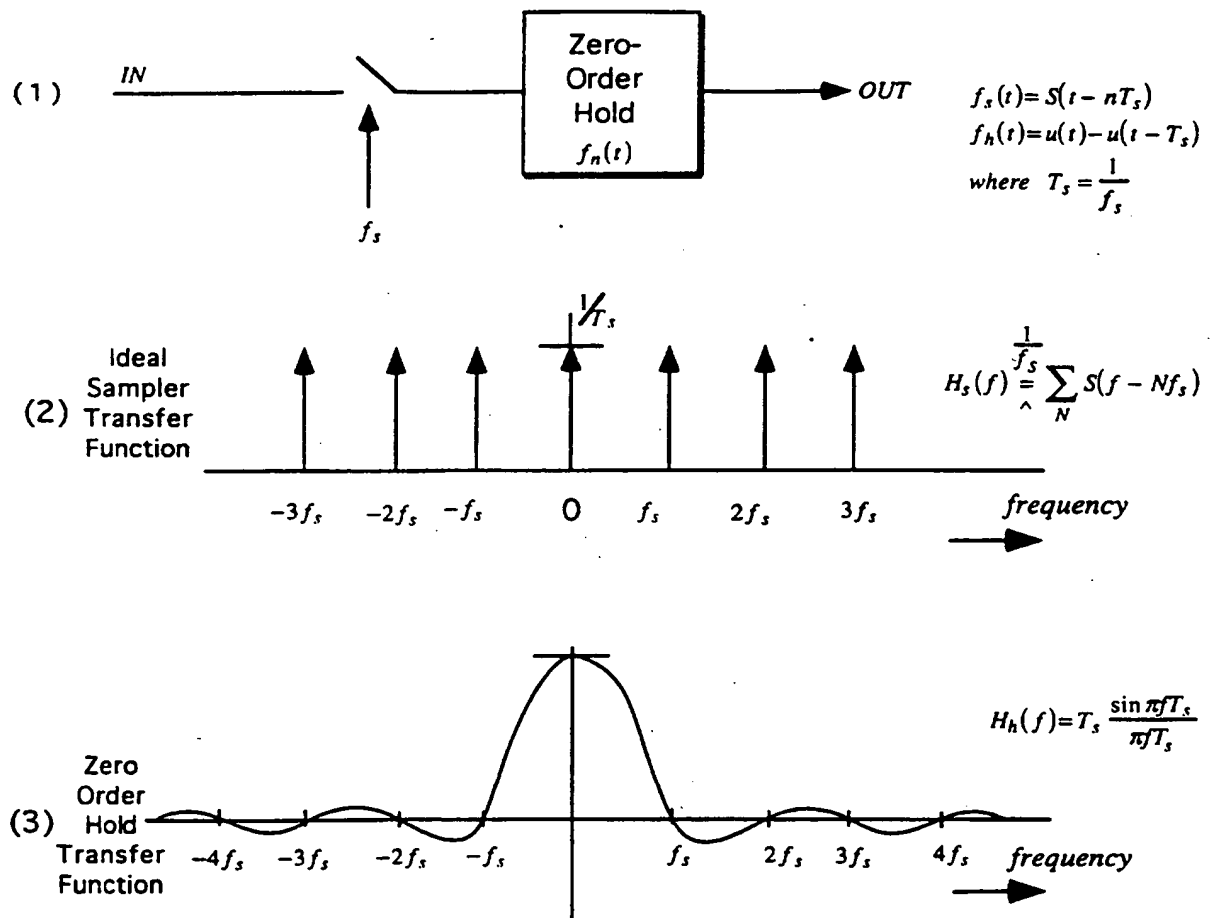 (1)
IN
Zero-
Order
Hold
f_n(t)
OUT
f_s
f_s(t)=S(t-nT_s)
f_h(t)=u(t)-u(t-T_s)
where T_s=1/f_s
(2)
Ideal
Sampler
Transfer
Function
1/T_s
H_s(f) = 1/f_s ^ ∑_N S(f-Nf_s)
-3f_s -2f_s -f_s 0 f_s 2f_s 3f_s frequency
(3)
Zero
Order
Hold
Transfer
Function
H_h(f)=T_s sin πfT_s / πfT_s
-4f_s -3f_s -2f_s -f_s f_s 2f_s 3f_s 4f_s frequency